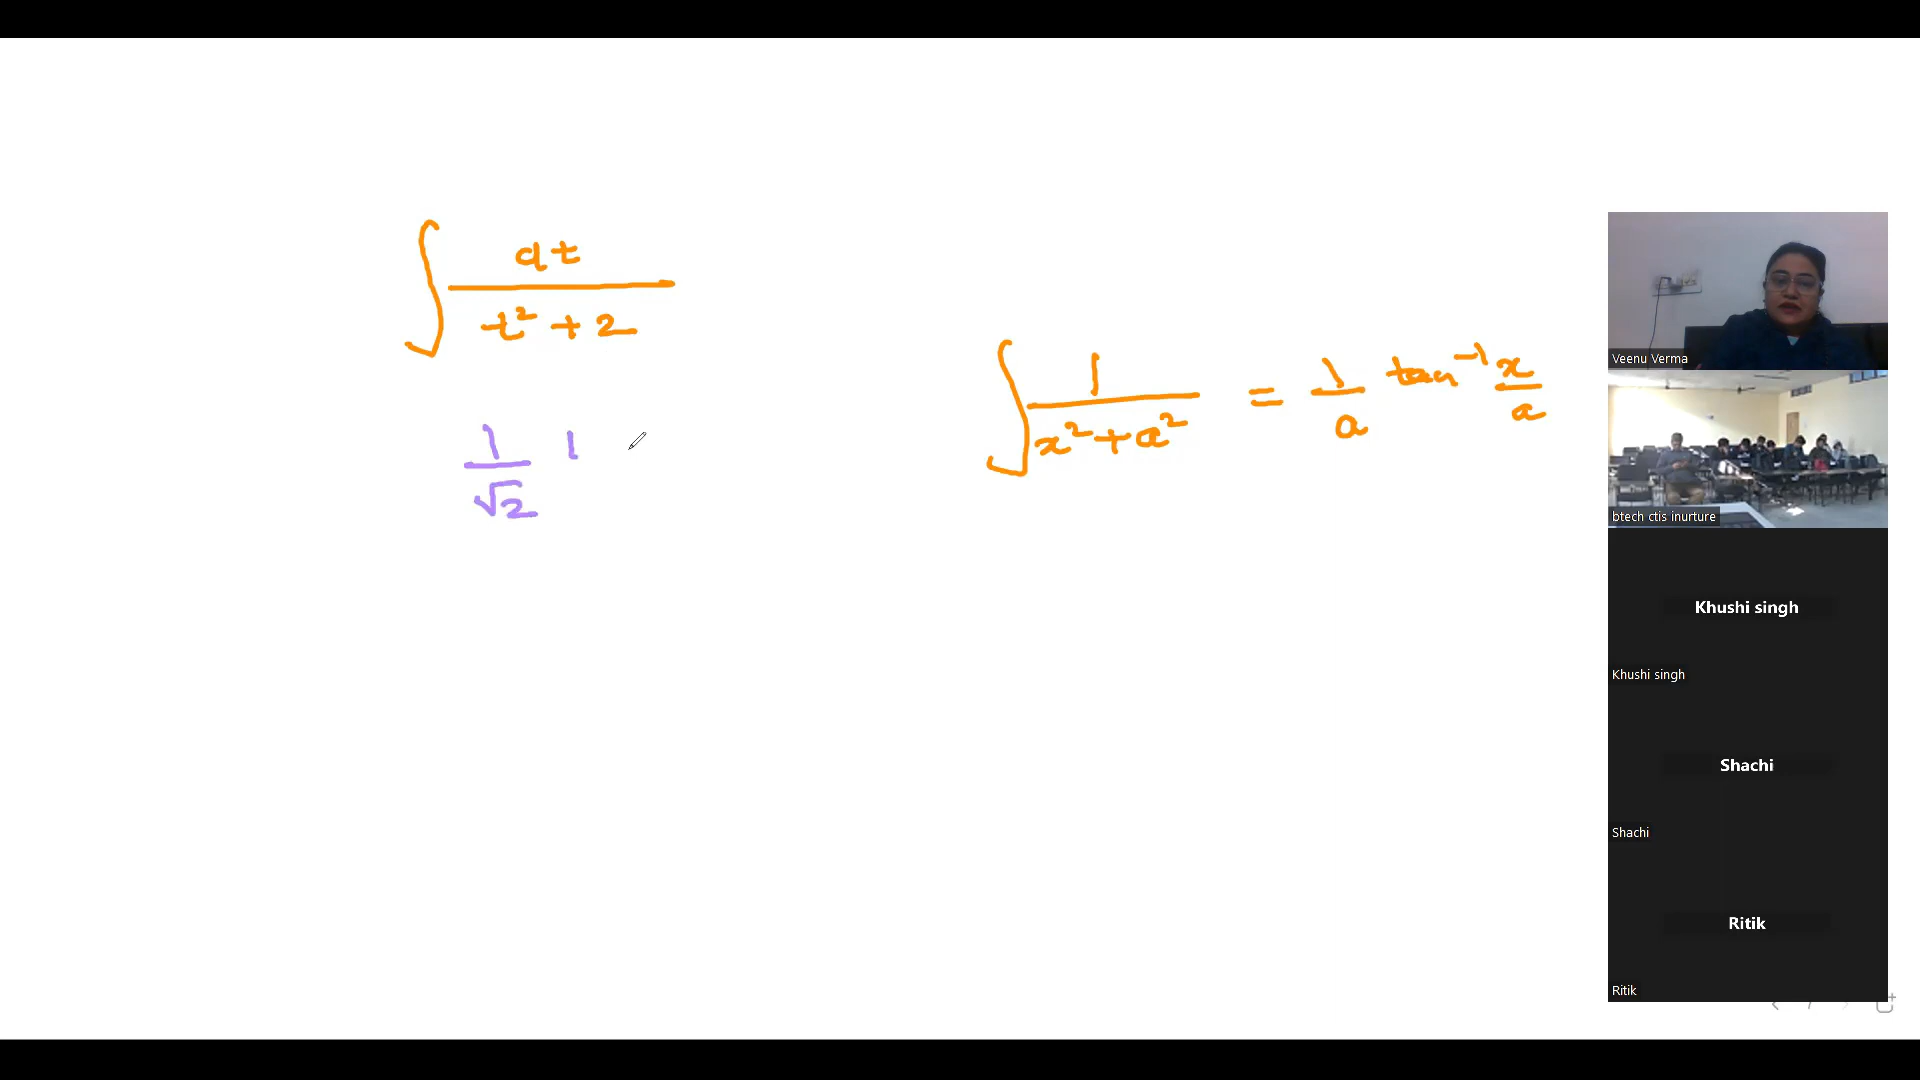 ∫ dt / t² + 2
∫ 1 / x² + a² = 1/a tan⁻¹ x/a
1/√2 1
Veenu Verma
btech ctis inurture
Khushi singh
Khushi singh
Shachi
Shachi
Ritik
Ritik